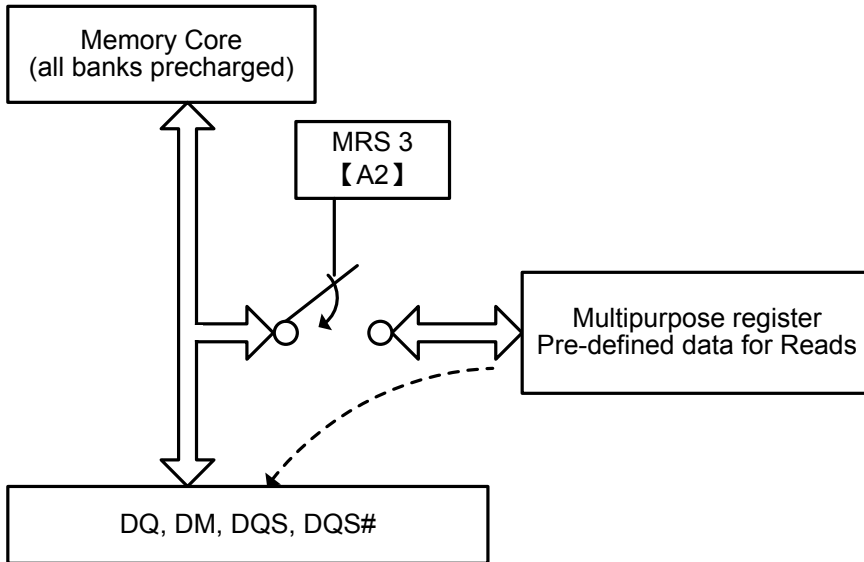 Memory Core
(all banks precharged)
MRS 3
【A2】
Multipurpose register
Pre-defined data for Reads
DQ, DM, DQS, DQS#